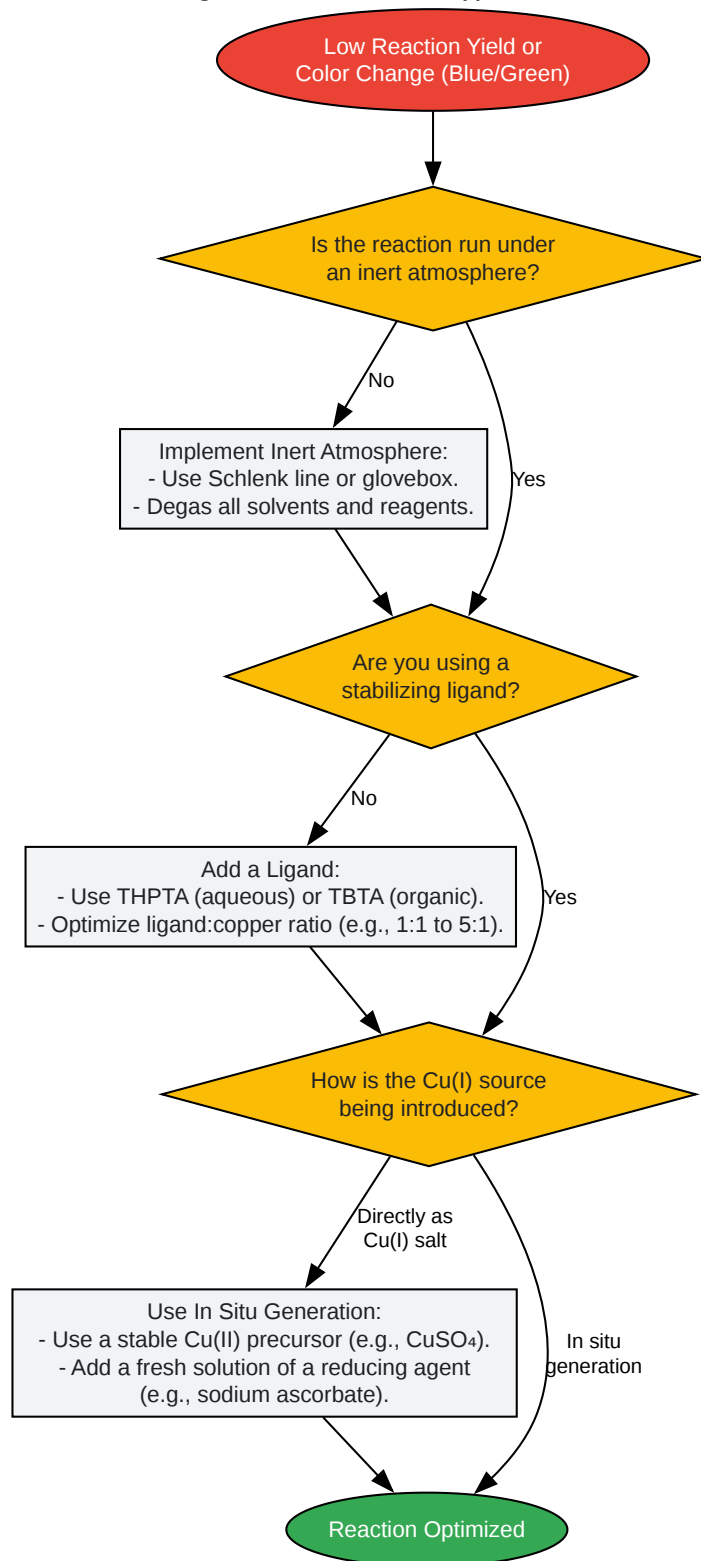 Low Reaction Yield or
Color Change (Blue/Green)
Is the reaction run under
an inert atmosphere?
No
Implement Inert Atmosphere:
- Use Schlenk line or glovebox.
- Degas all solvents and reagents.
Yes
Are you using a
stabilizing ligand?
No
Add a Ligand:
- Use THPTA (aqueous) or TBTA (organic).
- Optimize ligand:copper ratio (e.g., 1:1 to 5:1).
Yes
How is the Cu(I) source
being introduced?
Directly as
Cu(I) salt
Use In Situ Generation:
- Use a stable Cu(II) precursor (e.g., CuSO₄).
- Add a fresh solution of a reducing agent
(e.g., sodium ascorbate).
In situ
generation
Reaction Optimized